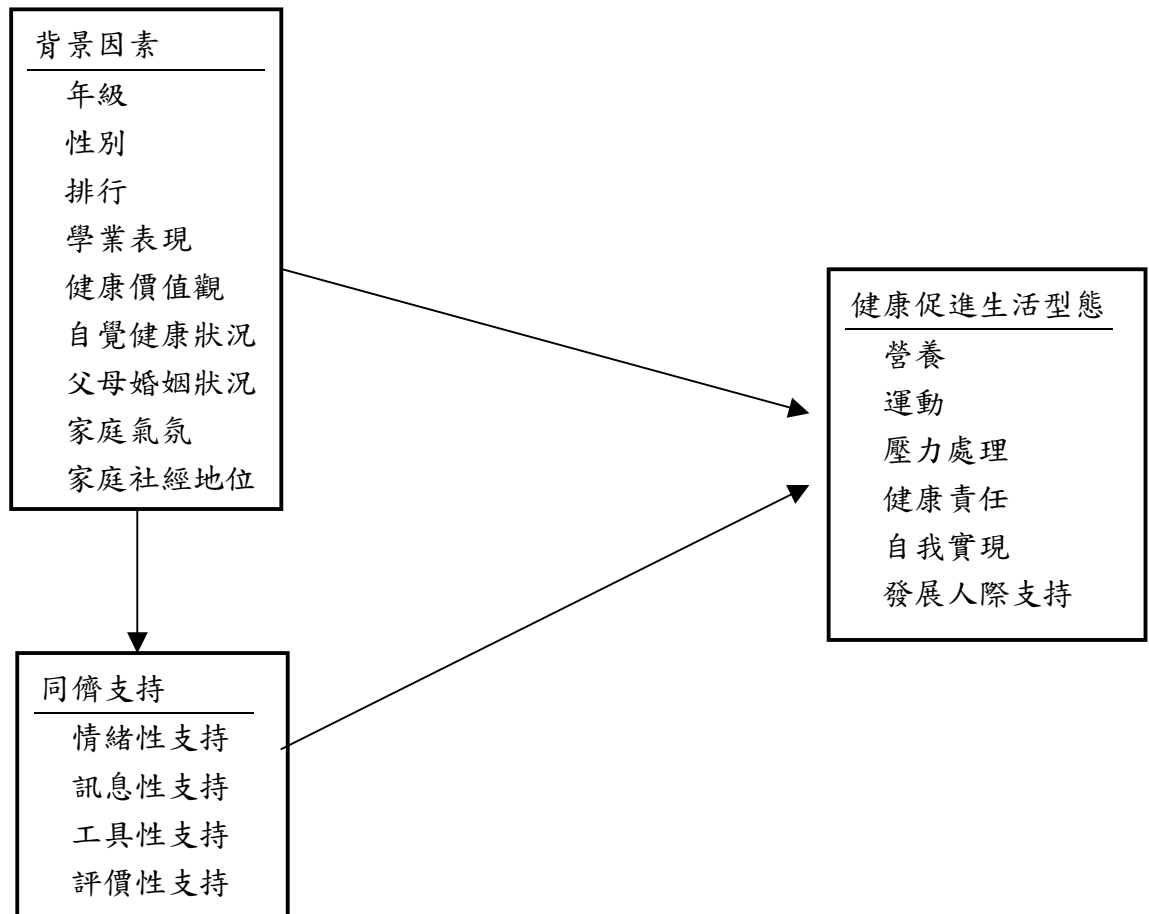 背景因素
年級
性別
排行
學業表現
健康價值觀
自覺健康狀況
父母婚姻狀況
家庭氣氛
家庭社經地位
健康促進生活型態
營養
運動
壓力處理
健康責任
自我實現
發展人際支持
同儕支持
情緒性支持
訊息性支持
工具性支持
評價性支持